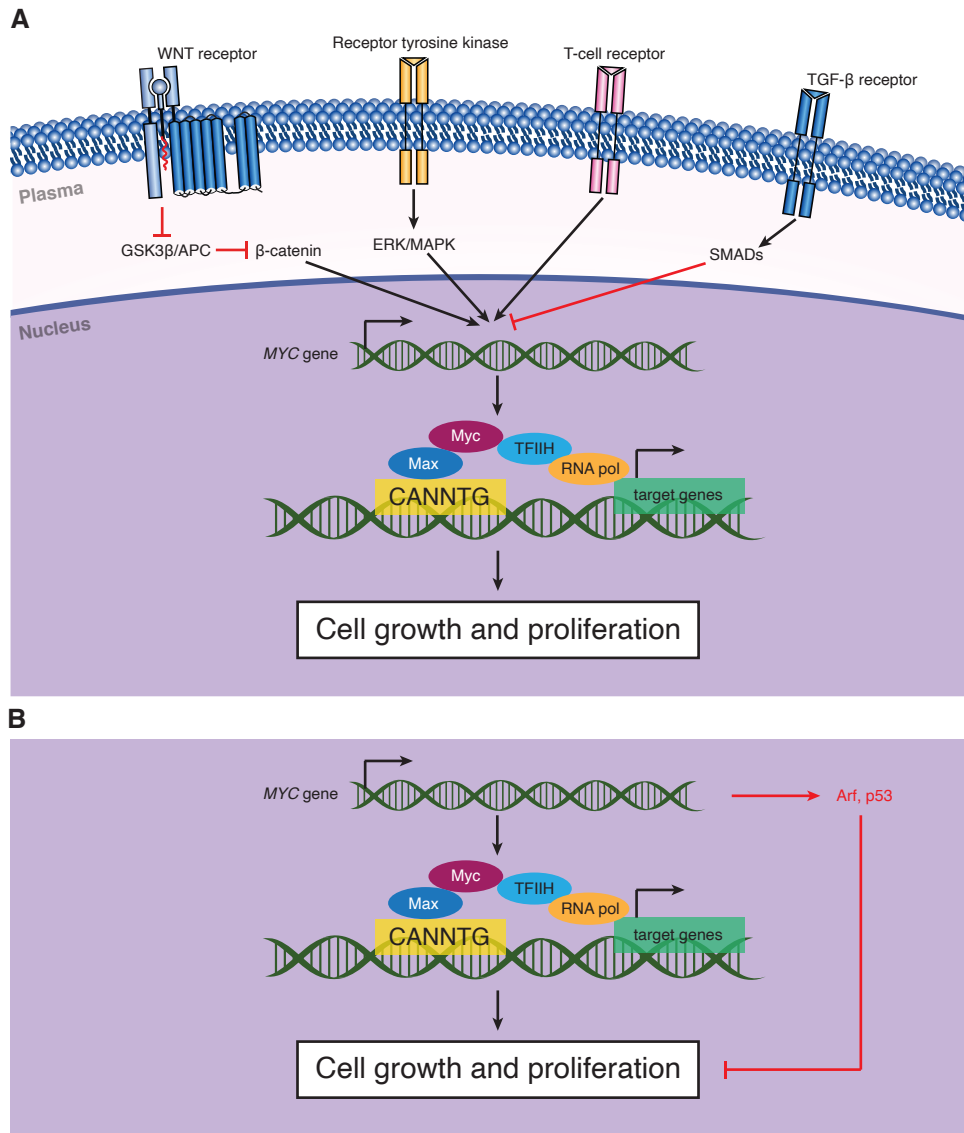 A
WNT receptor
Receptor tyrosine kinase
T-cell receptor
TGF-β receptor
Plasma
GSK3β/APC
β-catenin
ERK/MAPK
SMADs
Nucleus
MYC gene
Myc
TFIIH
Max
RNA pol
CANNTG
target genes
Cell growth and proliferation
B
MYC gene
Arf, p53
Myc
TFIIH
Max
RNA pol
CANNTG
target genes
Cell growth and proliferation